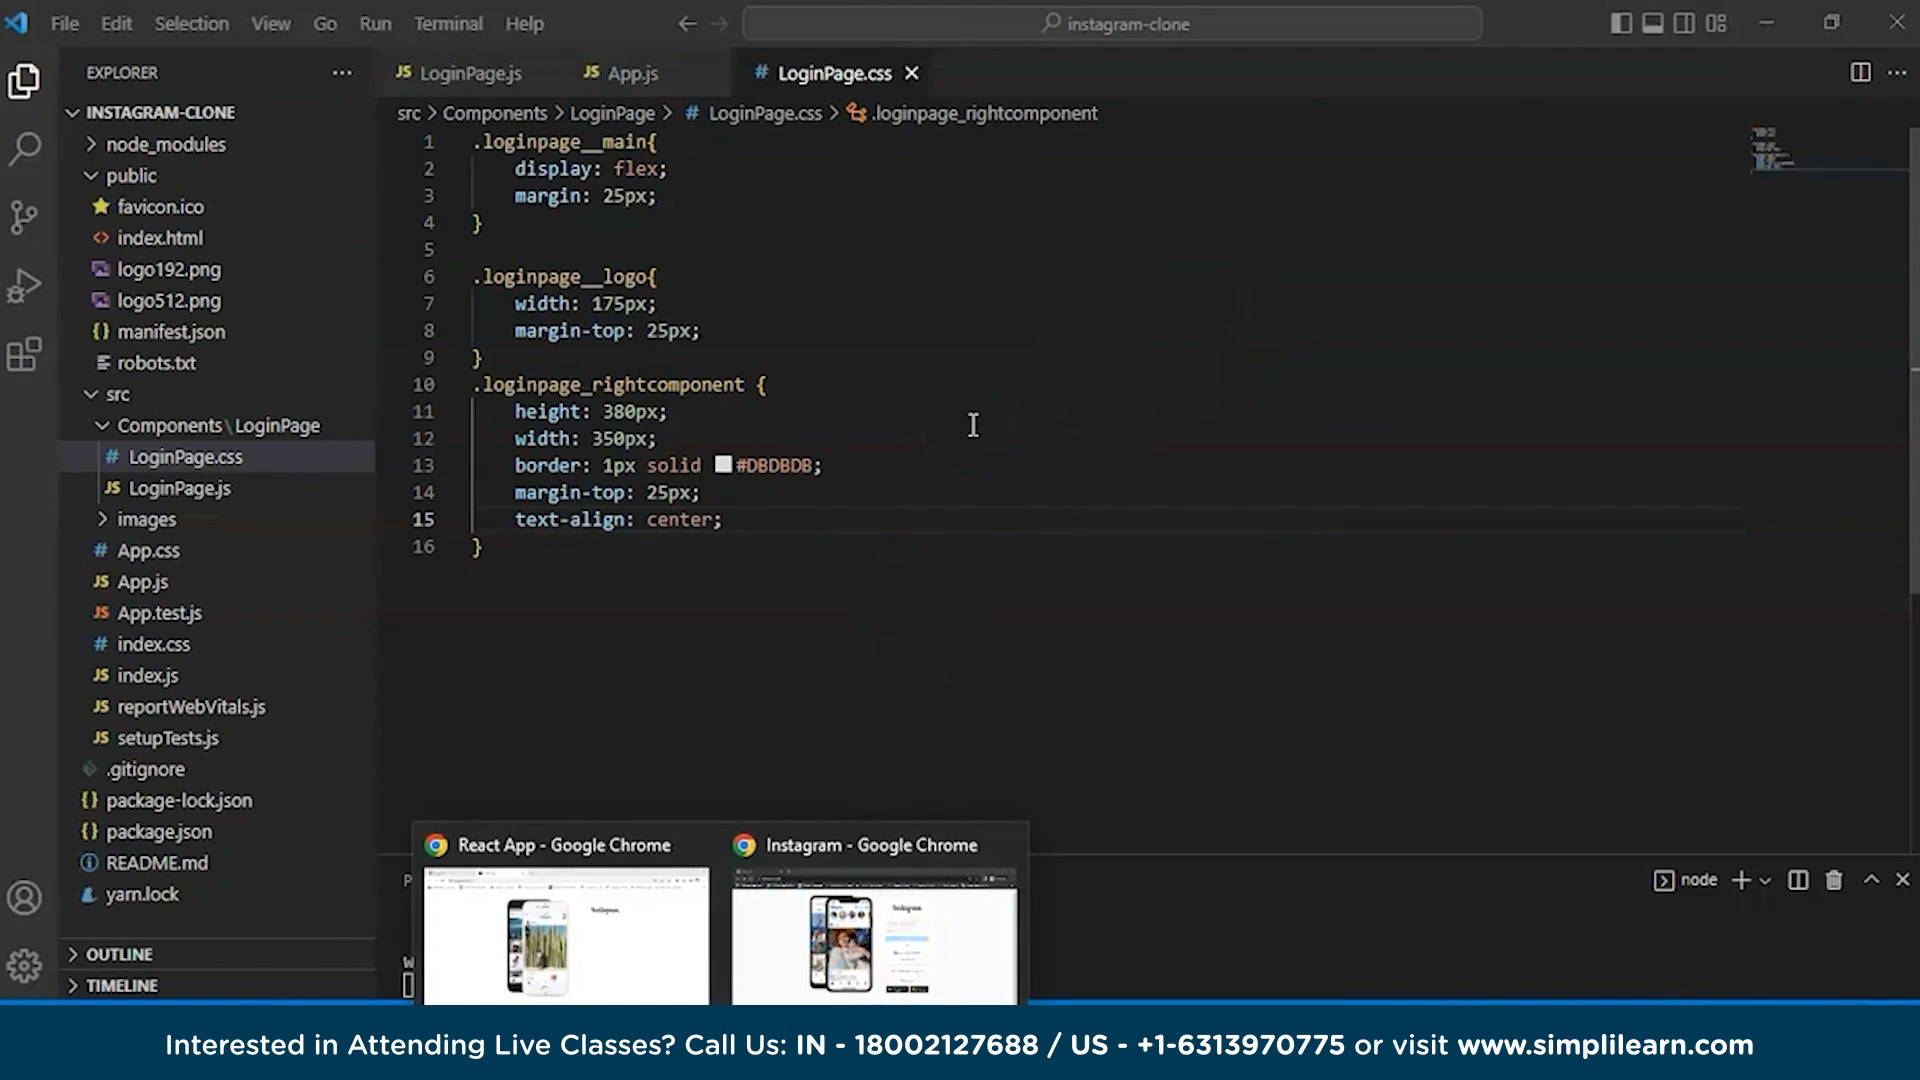 File Edit Selection View Go Run Terminal Help
instagram-clone
EXPLORER
INSTAGRAM-CLONE
node_modules
public
favicon.ico
index.html
logo192.png
logo512.png
manifest.json
robots.txt
src
Components\LoginPage
LoginPage.css
LoginPage.js
images
App.css
App.js
App.test.js
index.css
index.js
reportWebVitals.js
setupTests.js
.gitignore
package-lock.json
package.json
README.md
yarn.lock
OUTLINE
TIMELINE
LoginPage.js App.js LoginPage.css
src > Components > LoginPage > # LoginPage.css > .loginpage_rightcomponent
1 .loginpage__main{
2 display: flex;
3 margin: 25px;
4 }
5
6 .loginpage__logo{
7 width: 175px;
8 margin-top: 25px;
9 }
10 .loginpage_rightcomponent {
11 height: 380px;
12 width: 350px;
13 border: 1px solid #DBDBDB;
14 margin-top: 25px;
15 text-align: center;
16 }
node
React App - Google Chrome
Instagram - Google Chrome
Instagram
Instagram
Interested in Attending Live Classes? Call Us: IN - 18002127688 / US - +1-6313970775 or visit www.simplilearn.com